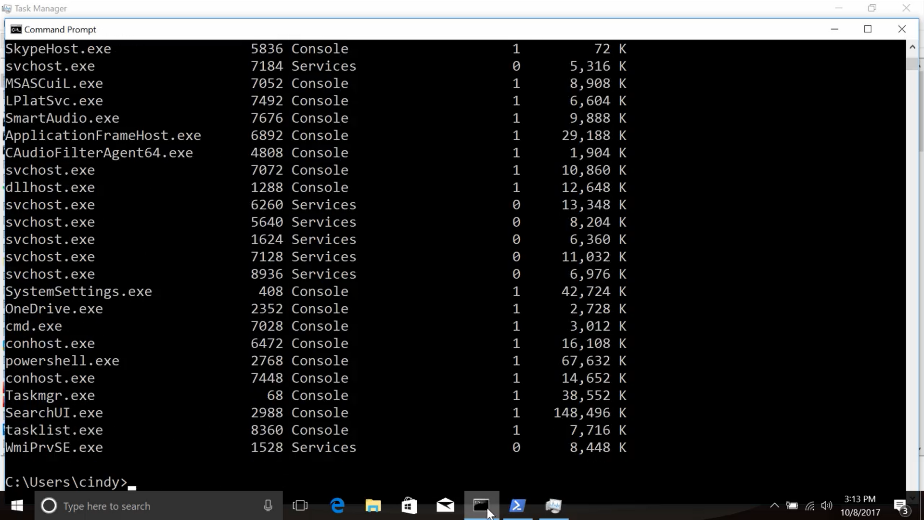 Task Manager
Command Prompt
SkypeHost.exe 5836 Console 1 72 K
svchost.exe 7184 Services 0 5,316 K
MSASCuiL.exe 7052 Console 1 8,908 K
LPlatSvc.exe 7492 Console 1 6,604 K
SmartAudio.exe 7676 Console 1 9,888 K
ApplicationFrameHost.exe 6892 Console 1 29,188 K
CAudioFilterAgent64.exe 4808 Console 1 1,904 K
svchost.exe 7072 Console 1 10,860 K
dllhost.exe 1288 Console 1 12,648 K
svchost.exe 6260 Services 0 13,348 K
svchost.exe 5640 Services 0 8,204 K
svchost.exe 1624 Services 0 6,360 K
svchost.exe 7128 Services 0 11,032 K
svchost.exe 8936 Services 0 6,976 K
SystemSettings.exe 408 Console 1 42,724 K
OneDrive.exe 2352 Console 1 2,728 K
cmd.exe 7028 Console 1 3,012 K
conhost.exe 6472 Console 1 16,108 K
powershell.exe 2768 Console 1 67,632 K
conhost.exe 7448 Console 1 14,652 K
Taskmgr.exe 68 Console 1 38,552 K
SearchUI.exe 2988 Console 1 148,496 K
tasklist.exe 8360 Console 1 7,716 K
WmiPrvSE.exe 1528 Services 0 8,448 K
C:\Users\cindy>
Type here to search
3:13 PM
10/8/2017
3